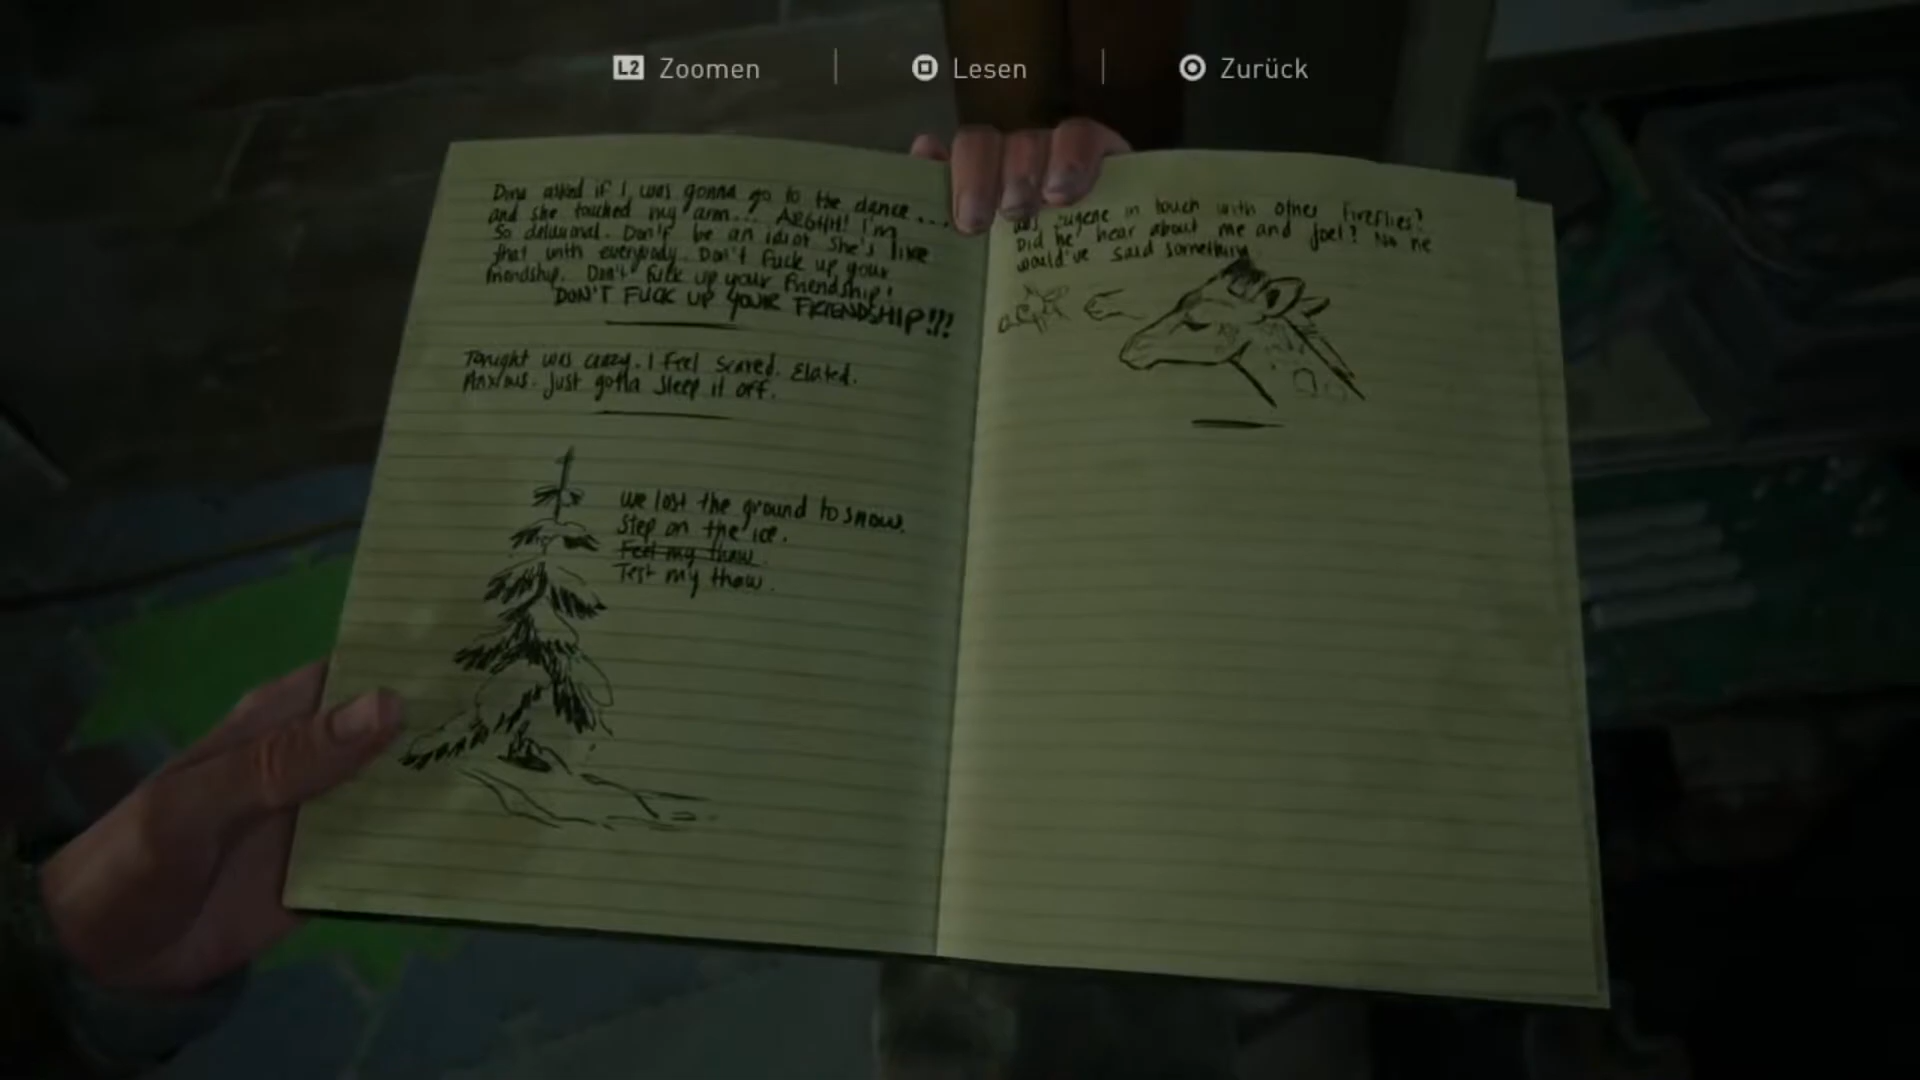 L2 Zoomen
Lesen
Zurück
Dina asked if I was gonna go to the dance....
and she touched my arm... ARGHH! I'm
so delusional. Don't be an idiot she's like
that with everybody. Don't fuck up your
friendship. Don't fuck up your friendship!
DON'T FUCK UP YOUR FRIENDSHIP!!!
Tonight was crazy. I feel scared. Elated.
Anxious. Just gotta sleep it off.
We lost the ground to snow.
Step on the ice.
Feel my thaw.
Test my thaw.
Was Eugene in touch with other Fireflies?
Did he hear about me and Joel? No he
would've said something